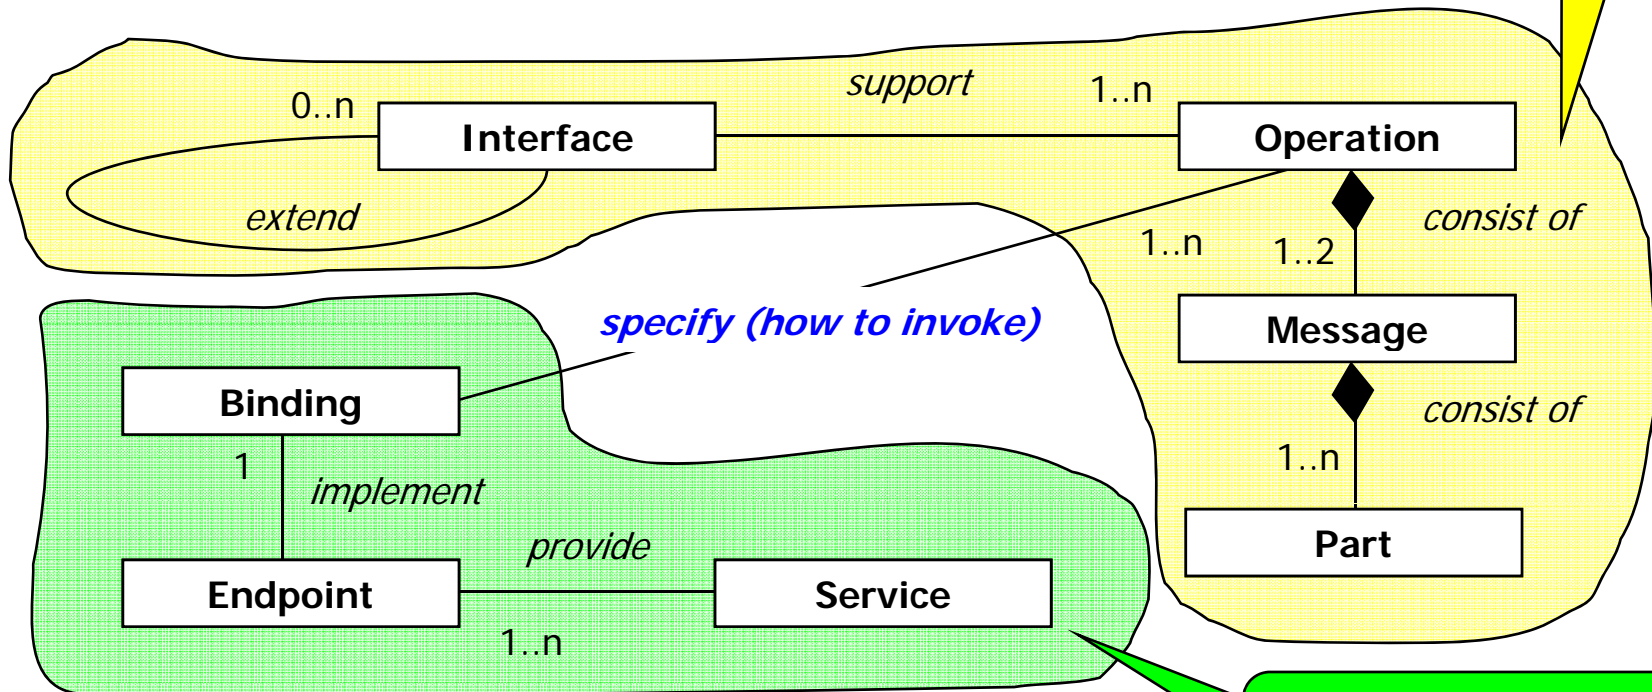 support
0..n
1..n
Interface
Operation
extend
consist of
1..n
1..2
specify (how to invoke)
Message
Binding
consist of
1
1..n
implement
provide
Part
Endpoint
Service
1..n